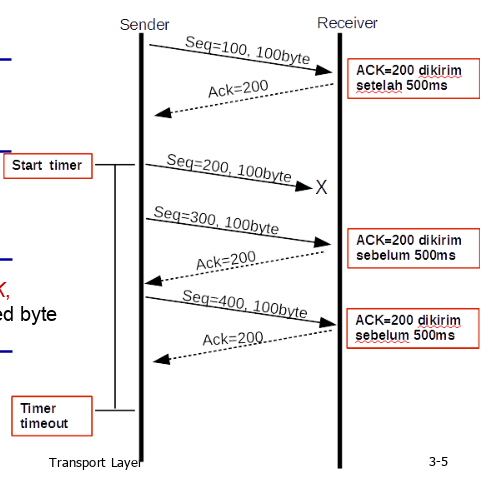 Sender
Receiver
Seq=100, 100byte
ACK=200 dikirim
setelah 500ms
Ack=200
Start timer
Seq=200, 100byte
X
Seq=300, 100byte
ACK=200 dikirim
sebelum 500ms
Ack=200
K,
ed byte
Seq=400, 100byte
ACK=200 dikirim
sebelum 500ms
Ack=200
Timer
timeout
Transport Layer
3-5